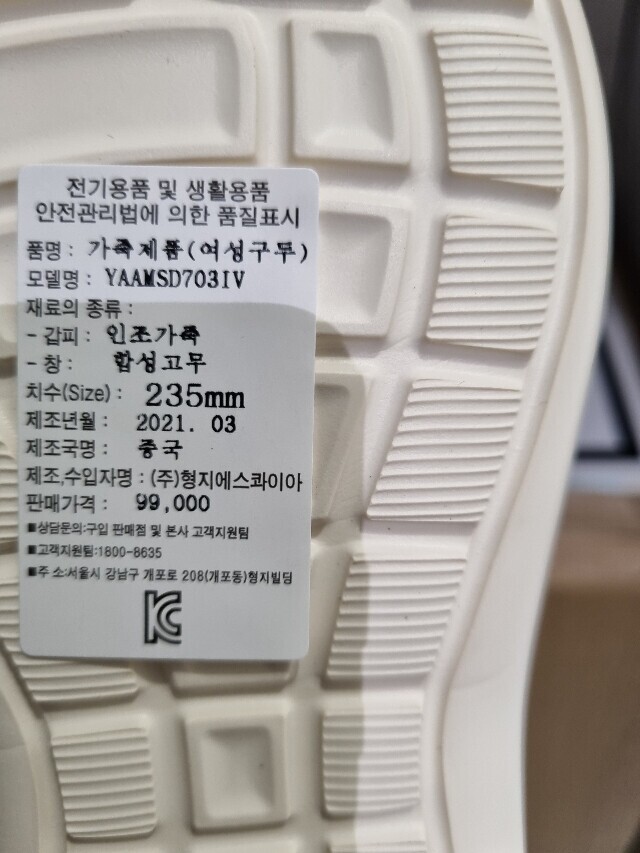 전기용품 및 생활용품
안전관리법에 의한 품질표시
품명 : 가죽제품(여성구두)
모델명 : YAAMSD703IV
재료의 종류 :
- 갑피 : 인조가죽
- 창 : 합성고무
치수(Size) : 235mm
제조년월 : 2021. 03
제조국명 : 중국
제조,수입자명 : (주)형지에스콰이아
판매가격 : 99,000
■상담문의:구입 판매점 및 본사 고객지원팀
■고객지원팀:1800-8635
■주 소:서울시 강남구 개포로 208(개포동)형지빌딩
KC